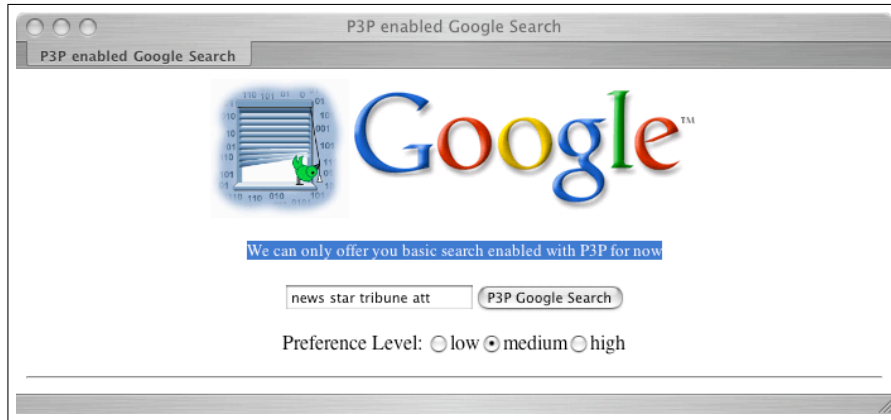 P3P enabled Google Search
P3P enabled Google Search
Google™
We can only offer you basic search enabled with P3P for now
news star tribune att P3P Google Search
Preference Level: low medium high